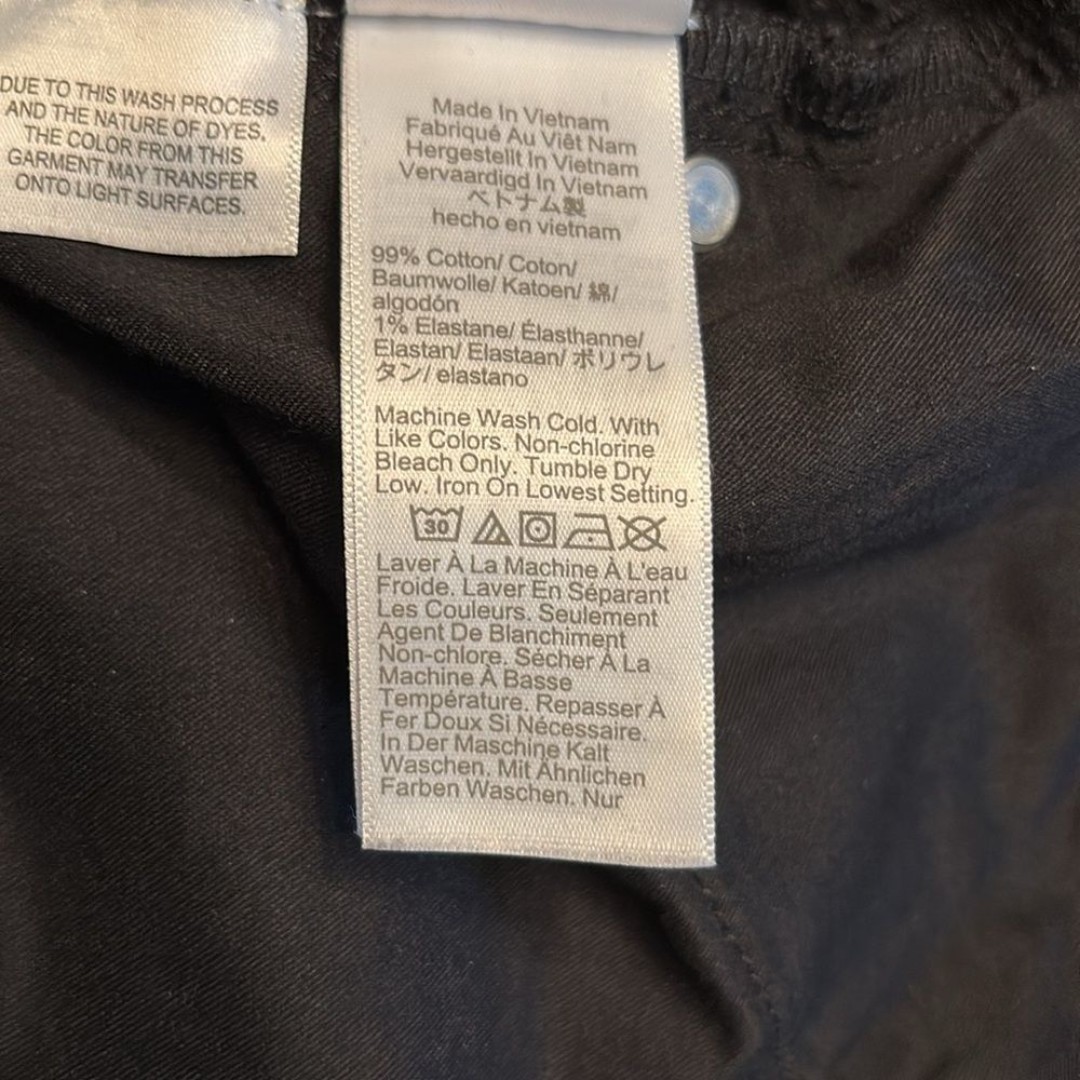 DUE TO THIS WASH PROCESS
AND THE NATURE OF DYES,
THE COLOR FROM THIS
GARMENT MAY TRANSFER
ONTO LIGHT SURFACES.
Made In Vietnam
Fabriqué Au Viêt Nam
Hergestellt In Vietnam
Vervaardigd In Vietnam
ベトナム製
hecho en vietnam
99% Cotton/ Coton/
Baumwolle/ Katoen/ 綿/
algodón
1% Elastane/ Élasthanne/
Elastan/ Elastaan/ ポリウレ
タン/ elastano
Machine Wash Cold. With
Like Colors. Non-chlorine
Bleach Only. Tumble Dry
Low. Iron On Lowest Setting.
30
Laver À La Machine À L'eau
Froide. Laver En Séparant
Les Couleurs. Seulement
Agent De Blanchiment
Non-chlore. Sécher À La
Machine À Basse
Température. Repasser À
Fer Doux Si Nécessaire.
In Der Maschine Kalt
Waschen. Mit Ähnlichen
Farben Waschen. Nur